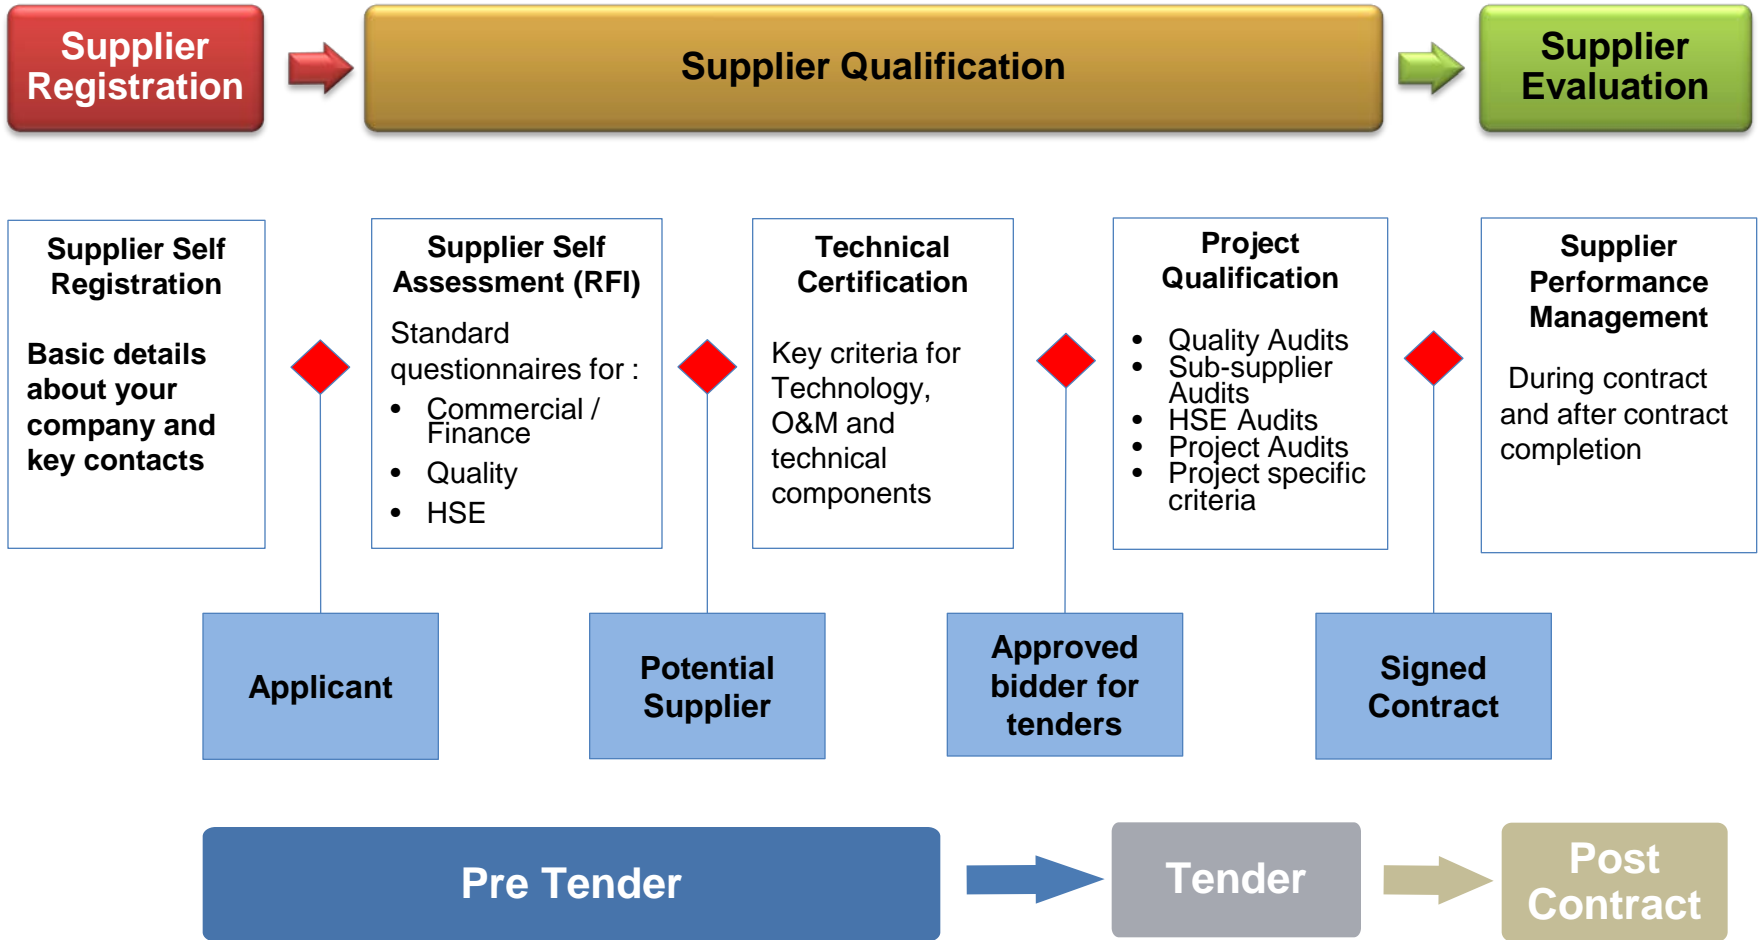 Supplier
Registration
Supplier Qualification
Supplier
Evaluation
Supplier Self
Registration
Basic details
about your
company and
key contacts
Supplier Self
Assessment (RFI)
Standard
questionnaires for :
• Commercial /
Finance
• Quality
• HSE
Technical
Certification
Key criteria for
Technology,
O&M and
technical
components
Project
Qualification
• Quality Audits
• Sub-supplier
Audits
• HSE Audits
• Project Audits
• Project specific
criteria
Supplier
Performance
Management
During contract
and after contract
completion
Applicant
Potential
Supplier
Approved
bidder for
tenders
Signed
Contract
Pre Tender
Tender
Post
Contract